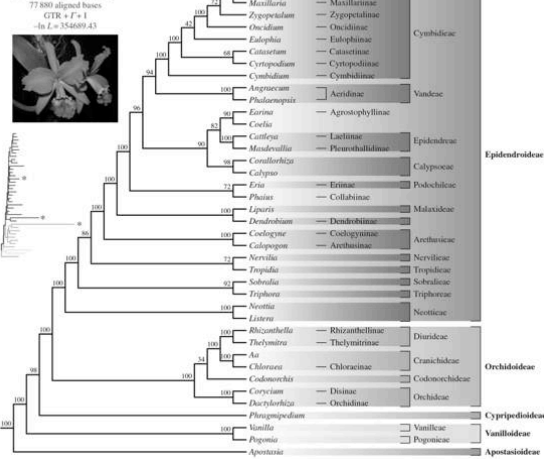 77 880 aligned bases
GTR + Γ + I
–ln L = 354689.43
72
Maxillaria — Maxillariinae
100
Zygopetalum — Zygopetalinae
42
Oncidium — Oncidiinae
100
Eulophia — Eulophiinae
Cymbidieae
100
68
Catasetum — Catasetinae
Cyrtopodium — Cyrtopodiinae
94
Cymbidium — Cymbidiinae
100
Angraecum
Phalaenopsis
Aeridinae
Vandeae
96
90
Earina — Agrostophyllinae
82
Coelia
100
Cattleya — Laeliinae
Masdevallia — Pleurothallidinae
Epidendreae
90
100
98
Corallorhiza
Calypso
Calypsoeae
Epidendroideae
72
Eria — Eriinae
Podochileae
100
Phaius — Collabiinae
100
100
Liparis
Malaxideae
Dendrobium — Dendrobiinae
86
100
Coelogyne — Coelogyninae
Calopogon — Arethusinae
Arethusieae
100
72
Nervilia
Nervilieae
Tropidia
Tropidieae
100
92
Sobralia
Sobralieae
Triphora
Triphoreae
100
Neottia
Listera
Neottieae
100
100
Rhizanthella — Rhizanthellinae
Thelymitra — Thelymitrinae
Diurideae
100
34
100
Aa
Chloraea — Chloraeinae
Cranichideae
Orchidoideae
100
Codonorchis
Codonorchideae
98
100
Corycium — Disinae
Dactylorhiza — Orchidinae
Orchideae
100
Phragmipedium
Cypripedioideae
100
100
Vanilla
Vanilleae
Pogonia
Pogonieae
Vanilloideae
Apostasia
Apostasioideae